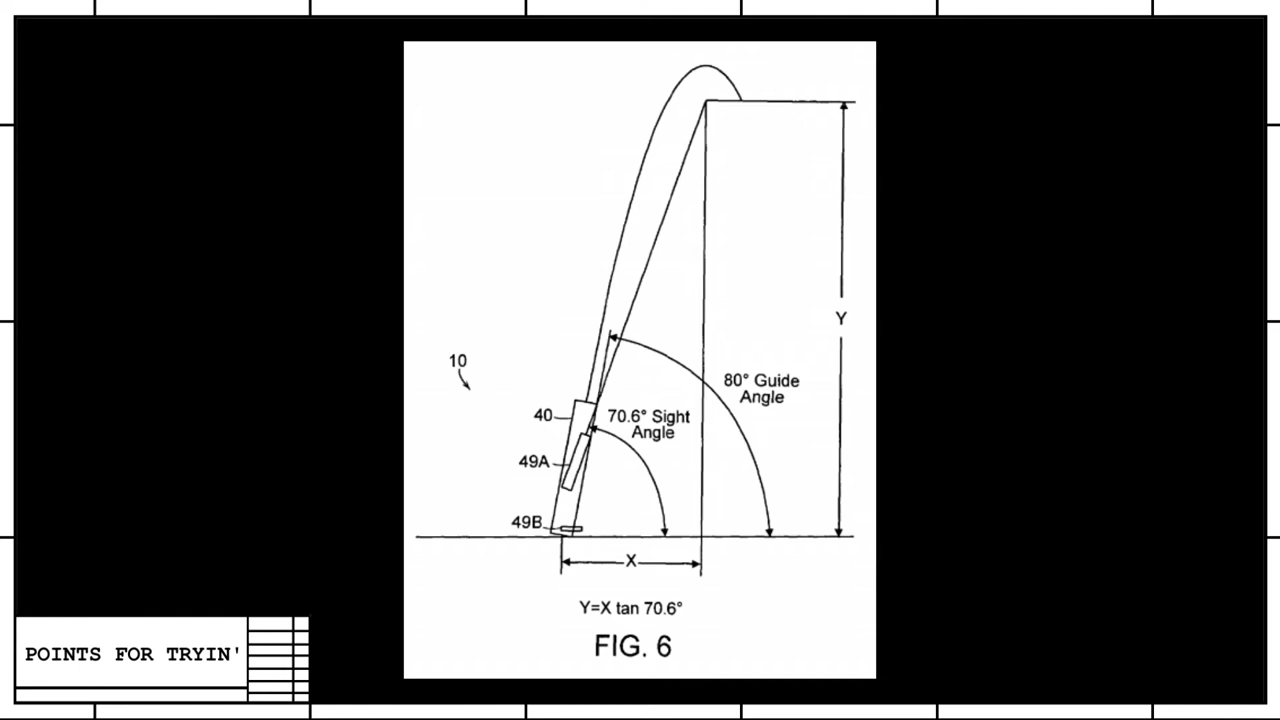 Y
10
80° Guide
Angle
40
70.6° Sight
Angle
49A
49B
X
Y=X tan 70.6°
FIG. 6
POINTS FOR TRYIN'